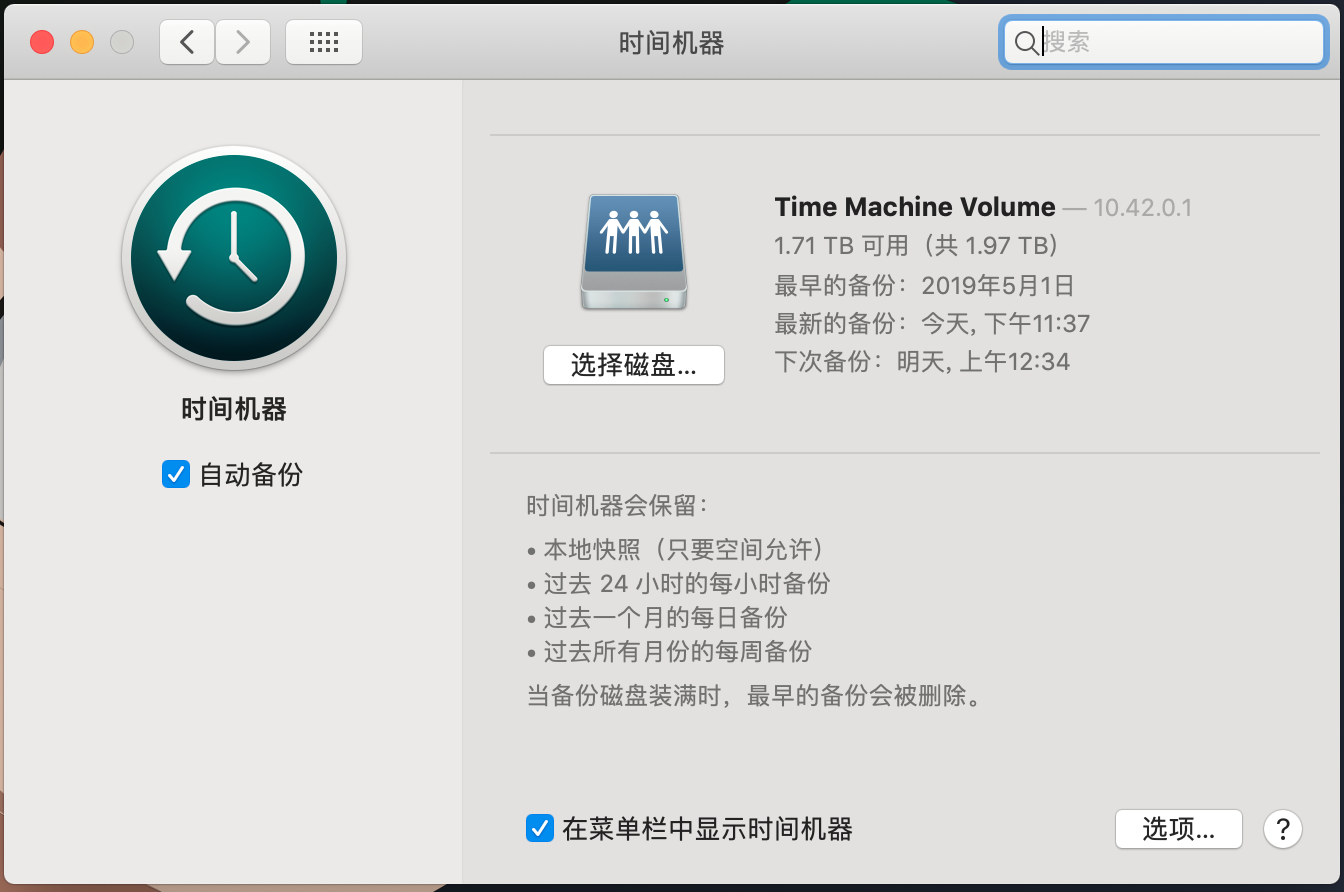 时间机器
搜索
时间机器
自动备份
Time Machine Volume — 10.42.0.1
1.71 TB 可用（共 1.97 TB）
最早的备份：2019年5月1日
最新的备份：今天, 下午11:37
下次备份：明天, 上午12:34
选择磁盘...
时间机器会保留：
• 本地快照（只要空间允许）
• 过去 24 小时的每小时备份
• 过去一个月的每日备份
• 过去所有月份的每周备份
当备份磁盘装满时，最早的备份会被删除。
在菜单栏中显示时间机器
选项...
?